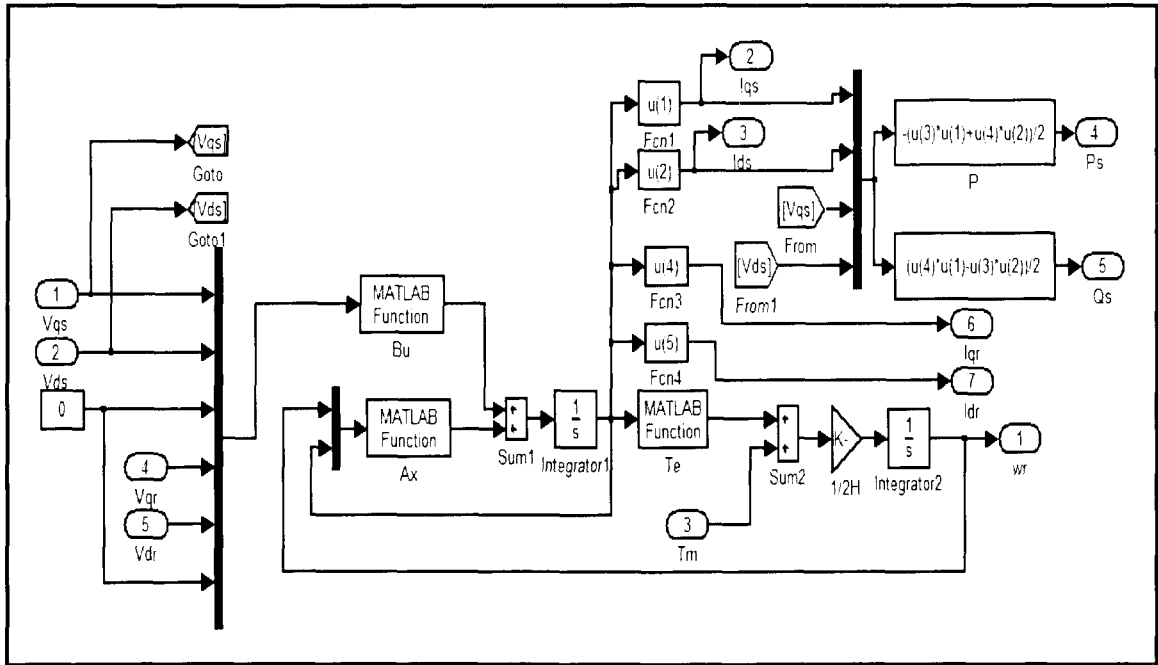 2
Iqs
u(1)
Fcn1
[Vqs]
Goto
3
Ids
-(u(3)*u(1)+u(4)*u(2))/2
P
4
Ps
u(2)
Fcn2
[Vds]
Goto1
[Vqs]
From
[Vds]
From1
(u(4)*u(1)-u(3)*u(2))/2
5
Qs
u(4)
Fcn3
1
Vqs
MATLAB
Function
Bu
6
Iqr
2
Vds
u(5)
Fcn4
7
Idr
0
MATLAB
Function
Ax
+
+
Sum1
1
s
Integrator1
MATLAB
Function
Te
+
+
Sum2
K-
1/2H
1
s
Integrator2
1
wr
4
Vqr
5
Vdr
3
Tm